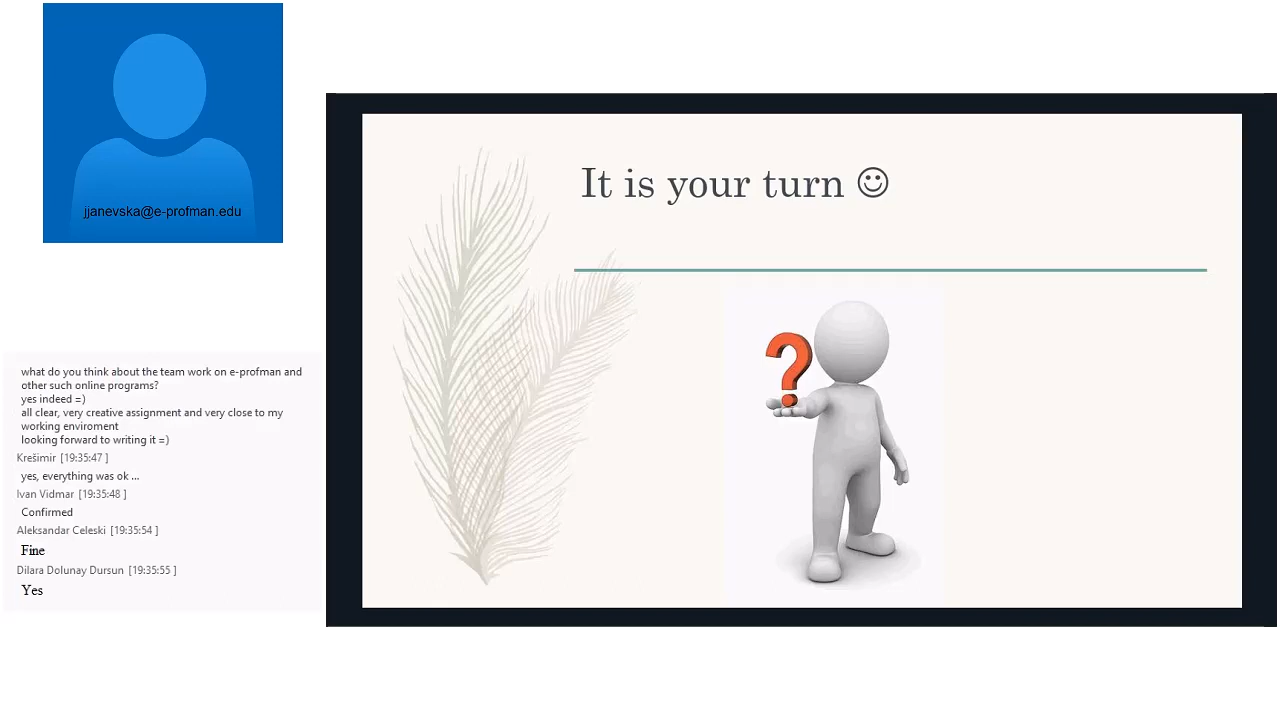 jjanevska@e-profman.edu
It is your turn ☺
?
what do you think about the team work on e-profman and
other such online programs?
yes indeed =)
all clear, very creative assignment and very close to my
working enviroment
looking forward to writing it =)
Krešimir [19:35:47 ]
yes, everything was ok ...
Ivan Vidmar [19:35:48 ]
Confirmed
Aleksandar Celeski [19:35:54 ]
Fine
Dilara Dolunay Dursun [19:35:55 ]
Yes